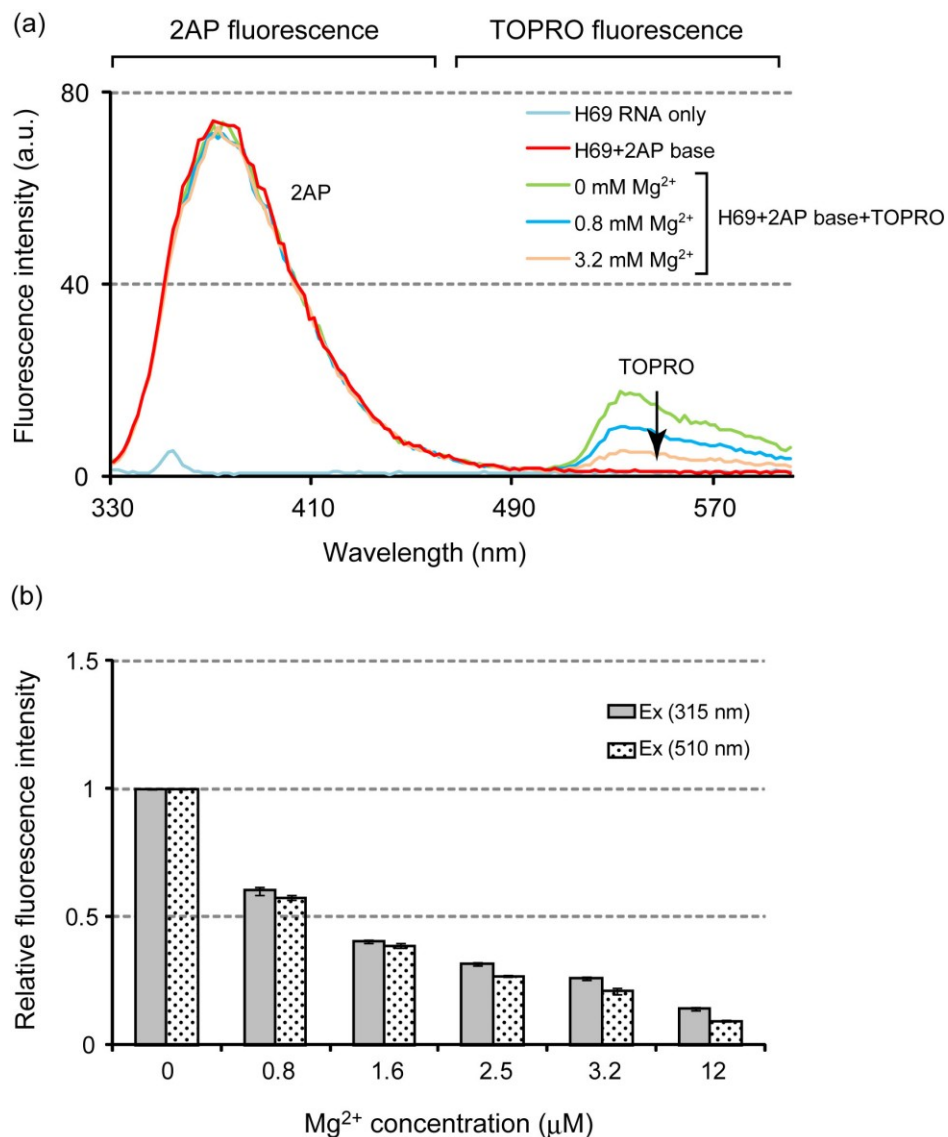 (a)
2AP fluorescence TOPRO fluorescence
Fluorescence intensity (a.u.)
80
40
0
H69 RNA only
H69+2AP base
0 mM Mg²⁺
0.8 mM Mg²⁺
3.2 mM Mg²⁺
H69+2AP base+TOPRO
2AP
TOPRO
330 410 490 570
Wavelength (nm)
(b)
Relative fluorescence intensity
1.5
1
0.5
0
Ex (315 nm)
Ex (510 nm)
0 0.8 1.6 2.5 3.2 12
Mg²⁺ concentration (μM)